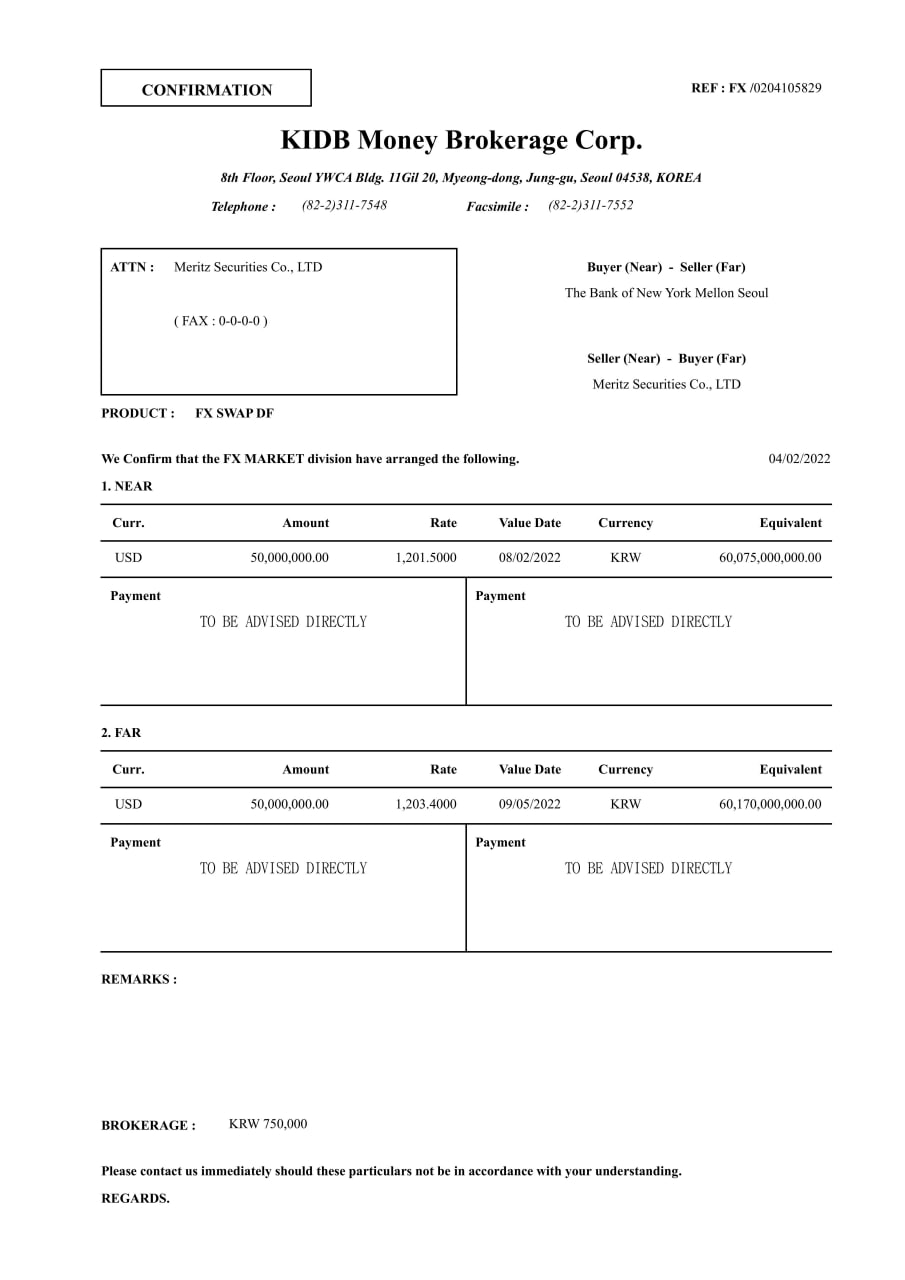 CONFIRMATION
REF : FX /0204105829
KIDB Money Brokerage Corp.
8th Floor, Seoul YWCA Bldg. 11Gil 20, Myeong-dong, Jung-gu, Seoul 04538, KOREA
Telephone : (82-2)311-7548 Facsimile : (82-2)311-7552
ATTN : Meritz Securities Co., LTD
( FAX : 0-0-0-0 )
Buyer (Near) - Seller (Far)
The Bank of New York Mellon Seoul
Seller (Near) - Buyer (Far)
Meritz Securities Co., LTD
PRODUCT : FX SWAP DF
We Confirm that the FX MARKET division have arranged the following. 04/02/2022
1. NEAR
Curr. Amount Rate Value Date Currency Equivalent
USD 50,000,000.00 1,201.5000 08/02/2022 KRW 60,075,000,000.00
Payment Payment
TO BE ADVISED DIRECTLY TO BE ADVISED DIRECTLY
2. FAR
Curr. Amount Rate Value Date Currency Equivalent
USD 50,000,000.00 1,203.4000 09/05/2022 KRW 60,170,000,000.00
Payment Payment
TO BE ADVISED DIRECTLY TO BE ADVISED DIRECTLY
REMARKS :
BROKERAGE : KRW 750,000
Please contact us immediately should these particulars not be in accordance with your understanding.
REGARDS.